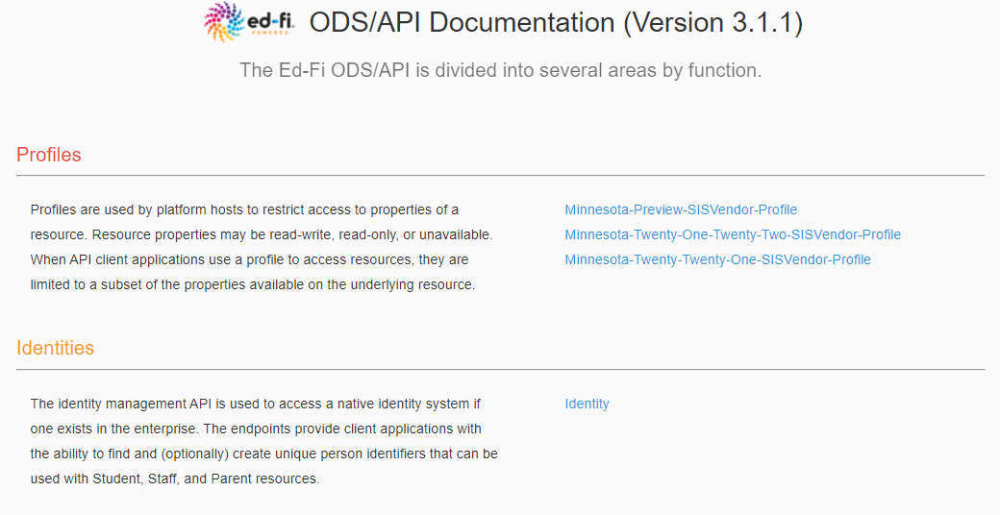 ed-fi. POWERED ODS/API Documentation (Version 3.1.1)
The Ed-Fi ODS/API is divided into several areas by function.
Profiles
Profiles are used by platform hosts to restrict access to properties of a
resource. Resource properties may be read-write, read-only, or unavailable.
When API client applications use a profile to access resources, they are
limited to a subset of the properties available on the underlying resource.
Minnesota-Preview-SISVendor-Profile
Minnesota-Twenty-One-Twenty-Two-SISVendor-Profile
Minnesota-Twenty-Twenty-One-SISVendor-Profile
Identities
The identity management API is used to access a native identity system if
one exists in the enterprise. The endpoints provide client applications with
the ability to find and (optionally) create unique person identifiers that can be
used with Student, Staff, and Parent resources.
Identity